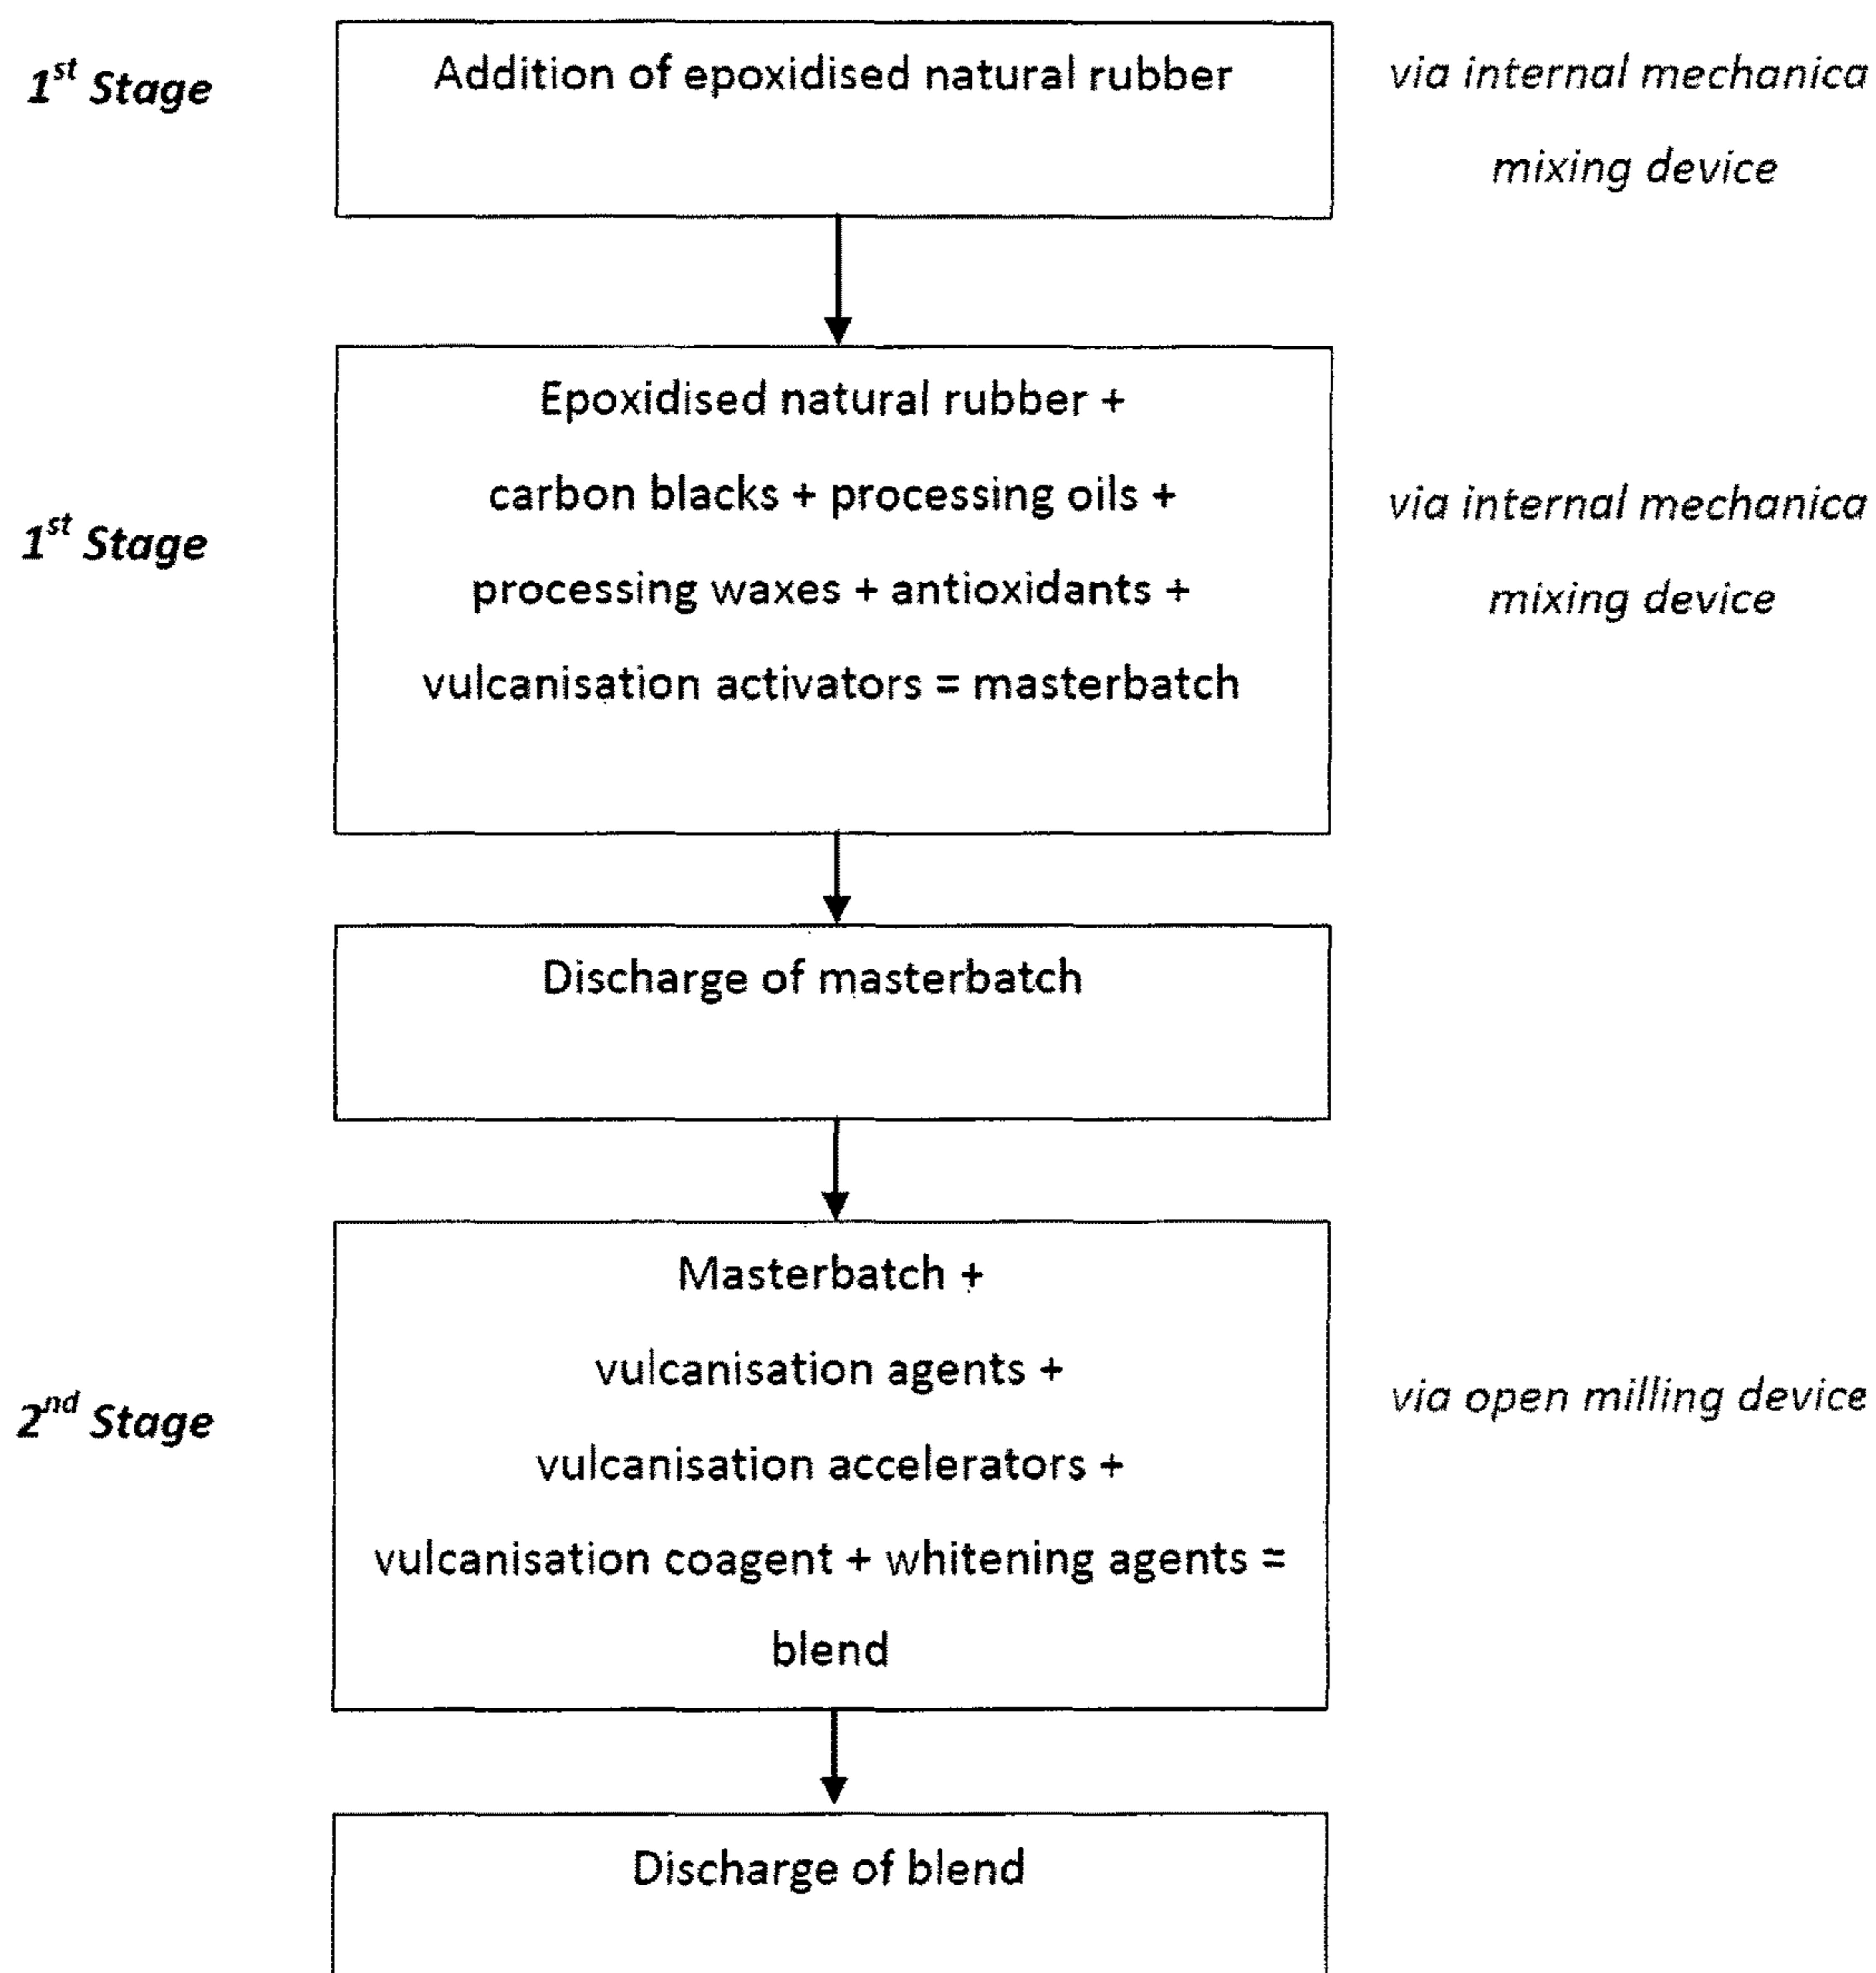 1st Stage
Addition of epoxidised natural rubber
via internal mechanica
mixing device
1st Stage
Epoxidised natural rubber +
carbon blacks + processing oils +
processing waxes + antioxidants +
vulcanisation activators = masterbatch
via internal mechanica
mixing device
Discharge of masterbatch
2nd Stage
Masterbatch +
vulcanisation agents +
vulcanisation accelerators +
vulcanisation coagent + whitening agents =
blend
via open milling device
Discharge of blend